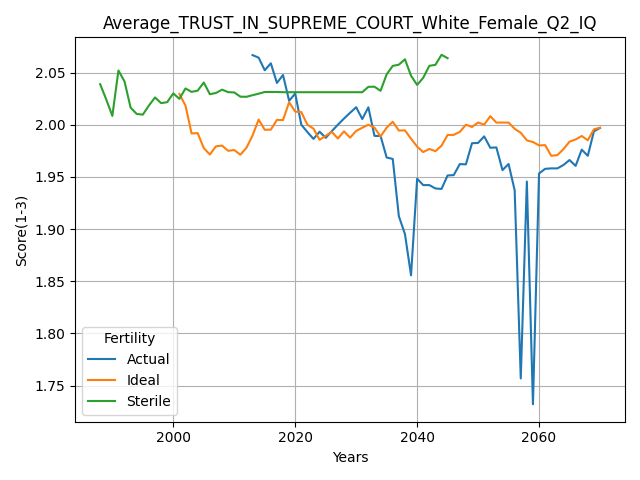 Average_TRUST_IN_SUPREME_COURT_White_Female_Q2_IQ
Score(1-3)
2.05
2.00
1.95
1.90
1.85
1.80
1.75
Fertility
Actual
Ideal
Sterile
2000
2020
2040
2060
Years